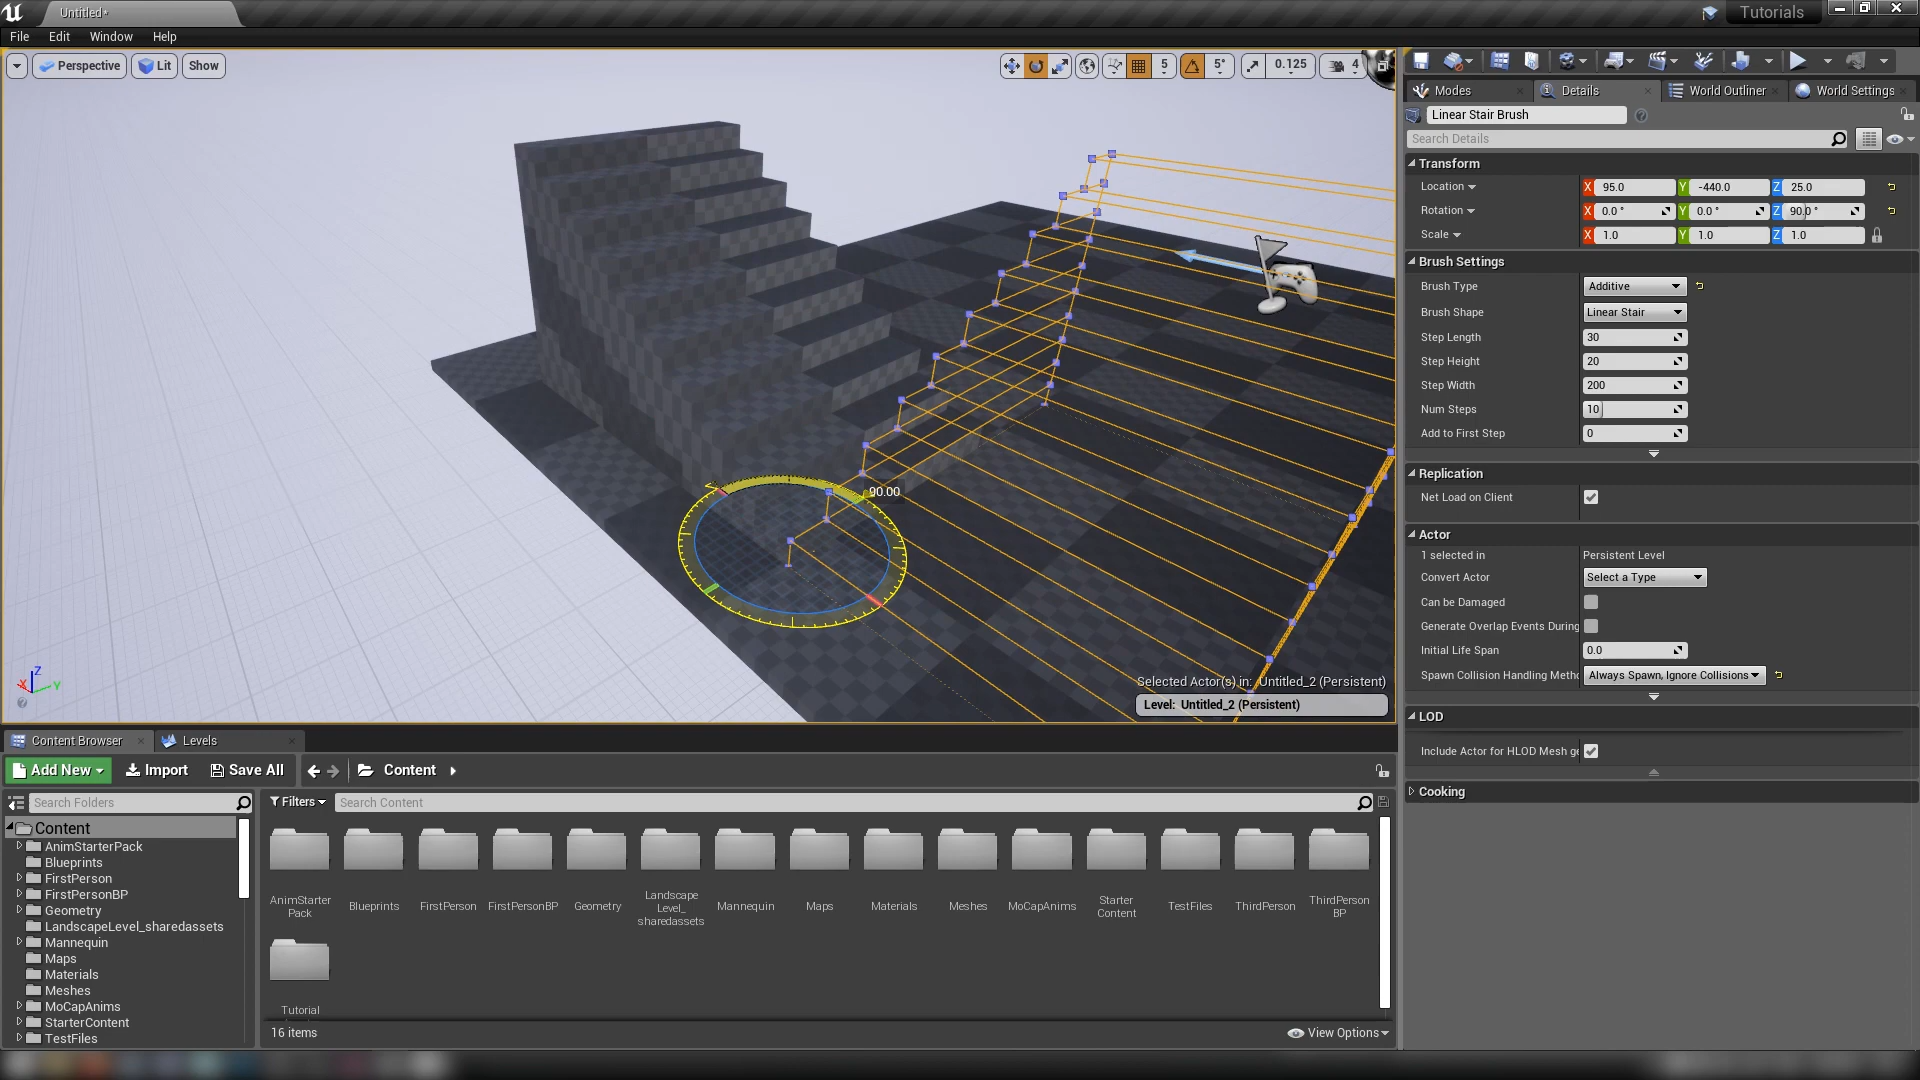 Untitled*
Tutorials
File Edit Window Help
Perspective Lit Show
5 5° 0.125 4
90.00
Selected Actor(s) in: Untitled_2 (Persistent)
Level: Untitled_2 (Persistent)
X Z Y
Modes Details World Outliner World Settings
Linear Stair Brush
Search Details
Transform
Location X 95.0 Y -440.0 Z 25.0
Rotation X 0.0 ° Y 0.0 ° Z 90.0 °
Scale X 1.0 Y 1.0 Z 1.0
Brush Settings
Brush Type Additive
Brush Shape Linear Stair
Step Length 30
Step Height 20
Step Width 200
Num Steps 10
Add to First Step 0
Replication
Net Load on Client
Actor
1 selected in Persistent Level
Convert Actor Select a Type
Can be Damaged
Generate Overlap Events During
Initial Life Span 0.0
Spawn Collision Handling Metho Always Spawn, Ignore Collisions
LOD
Include Actor for HLOD Mesh ge
Cooking
Content Browser Levels
Add New Import Save All Content
Search Folders
Content
AnimStarterPack
Blueprints
FirstPerson
FirstPersonBP
Geometry
LandscapeLevel_sharedassets
Mannequin
Maps
Materials
Meshes
MoCapAnims
StarterContent
TestFiles
Filters Search Content
AnimStarter
Pack
Blueprints
FirstPerson
FirstPersonBP
Geometry
Landscape
Level_
sharedassets
Mannequin
Maps
Materials
Meshes
MoCapAnims
Starter
Content
TestFiles
ThirdPerson
ThirdPerson
BP
Tutorial
16 items
View Options